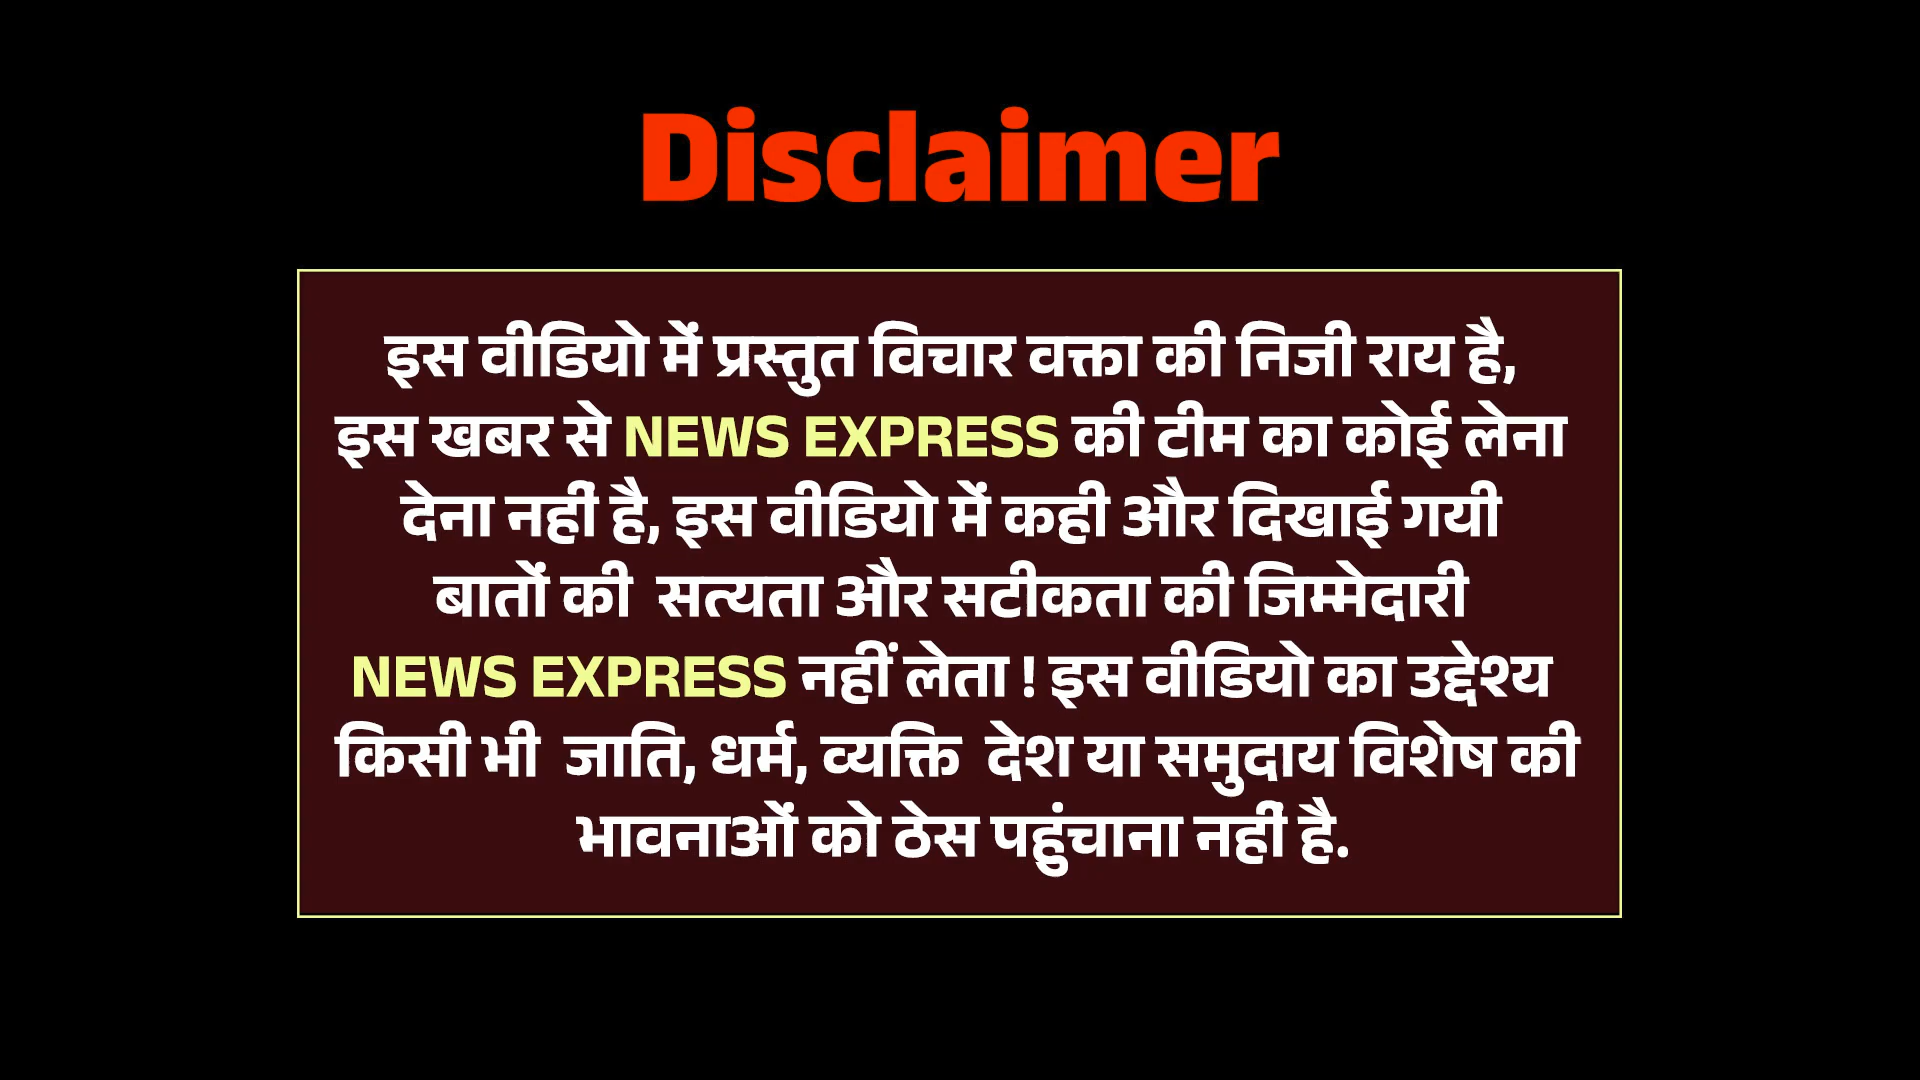 Disclaimer
इस वीडियो में प्रस्तुत विचार वक्ता की निजी राय है,
इस खबर से NEWS EXPRESS की टीम का कोई लेना
देना नहीं है, इस वीडियो में कही और दिखाई गयी
बातों की सत्यता और सटीकता की जिम्मेदारी
NEWS EXPRESS नहीं लेता ! इस वीडियो का उद्देश्य
किसी भी जाति, धर्म, व्यक्ति देश या समुदाय विशेष की
भावनाओं को ठेस पहुंचाना नहीं है.